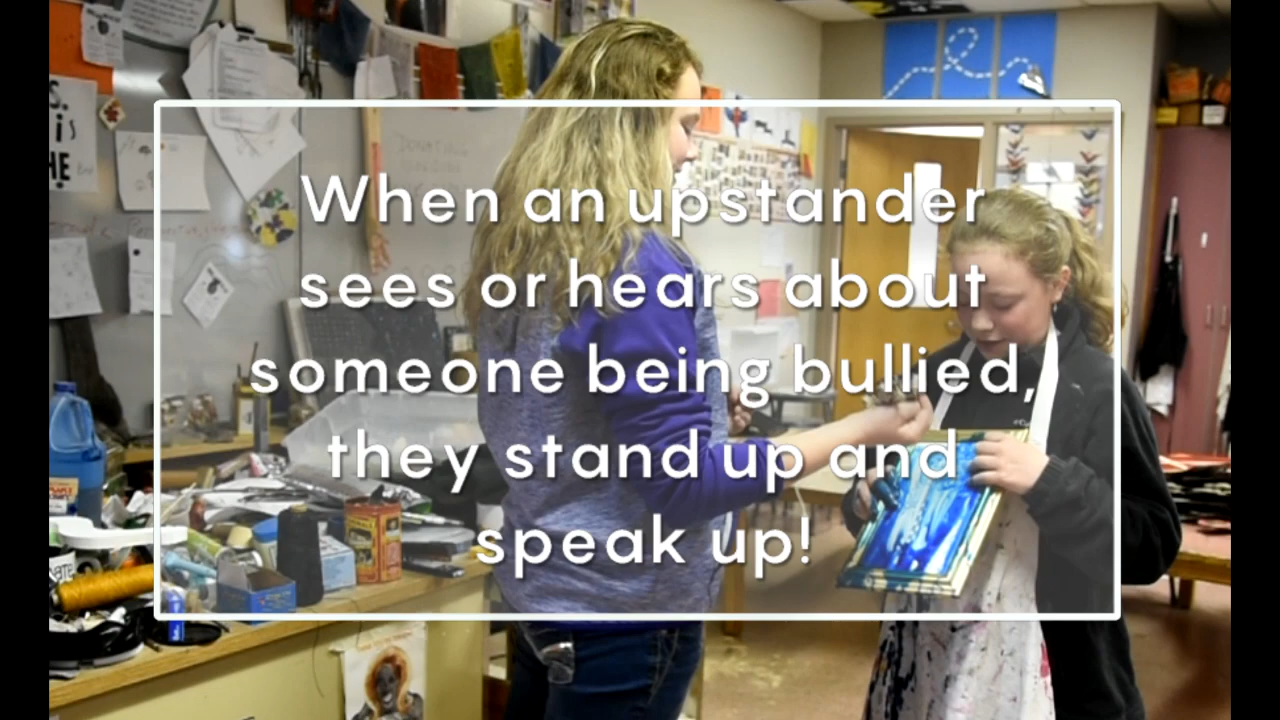 When an upstander
sees or hears about
someone being bullied,
they stand up and
speak up!